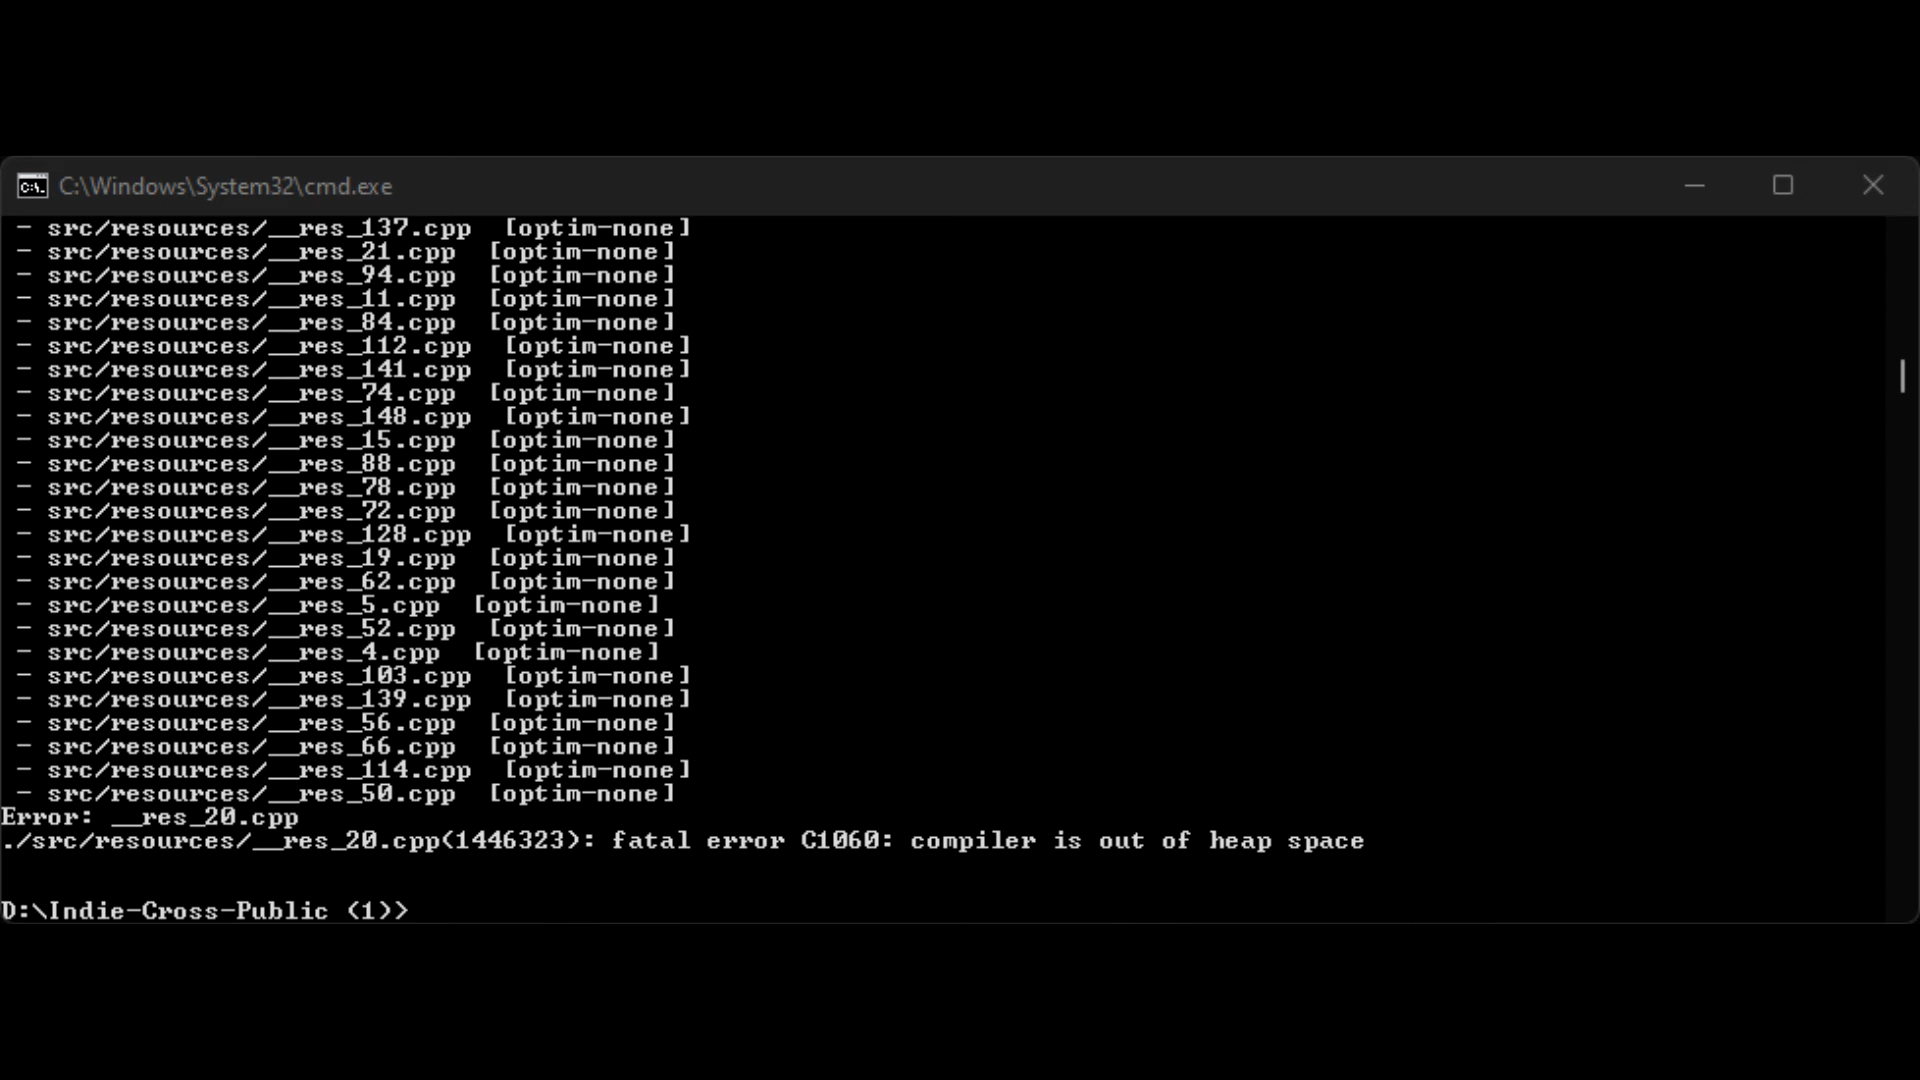 C:\Windows\System32\cmd.exe
- src/resources/__res_137.cpp  [optim-none]
- src/resources/__res_21.cpp  [optim-none]
- src/resources/__res_94.cpp  [optim-none]
- src/resources/__res_11.cpp  [optim-none]
- src/resources/__res_84.cpp  [optim-none]
- src/resources/__res_112.cpp  [optim-none]
- src/resources/__res_141.cpp  [optim-none]
- src/resources/__res_74.cpp  [optim-none]
- src/resources/__res_148.cpp  [optim-none]
- src/resources/__res_15.cpp  [optim-none]
- src/resources/__res_88.cpp  [optim-none]
- src/resources/__res_78.cpp  [optim-none]
- src/resources/__res_72.cpp  [optim-none]
- src/resources/__res_128.cpp  [optim-none]
- src/resources/__res_19.cpp  [optim-none]
- src/resources/__res_62.cpp  [optim-none]
- src/resources/__res_5.cpp  [optim-none]
- src/resources/__res_52.cpp  [optim-none]
- src/resources/__res_4.cpp  [optim-none]
- src/resources/__res_103.cpp  [optim-none]
- src/resources/__res_139.cpp  [optim-none]
- src/resources/__res_56.cpp  [optim-none]
- src/resources/__res_66.cpp  [optim-none]
- src/resources/__res_114.cpp  [optim-none]
- src/resources/__res_50.cpp  [optim-none]
Error: __res_20.cpp
./src/resources/__res_20.cpp(1446323): fatal error C1060: compiler is out of heap space
D:\Indie-Cross-Public (1)>